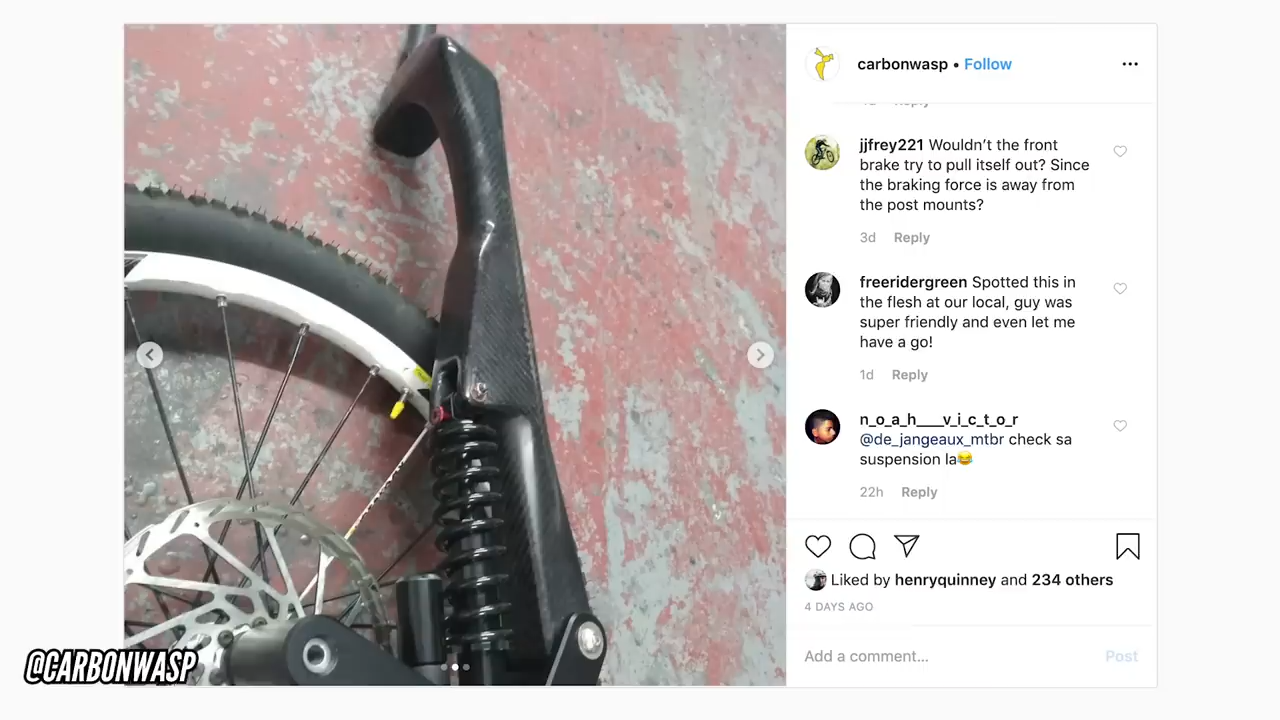 carbonwasp • Follow
jjfrey221 Wouldn’t the front
brake try to pull itself out? Since
the braking force is away from
the post mounts?
3d Reply
freeridergreen Spotted this in
the flesh at our local, guy was
super friendly and even let me
have a go!
1d Reply
n_o_a_h___v_i_c_t_o_r
@de_jangeaux_mtbr check sa
suspension la😂
22h Reply
Liked by henryquinney and 234 others
4 DAYS AGO
Add a comment... Post
@CARBONWASP